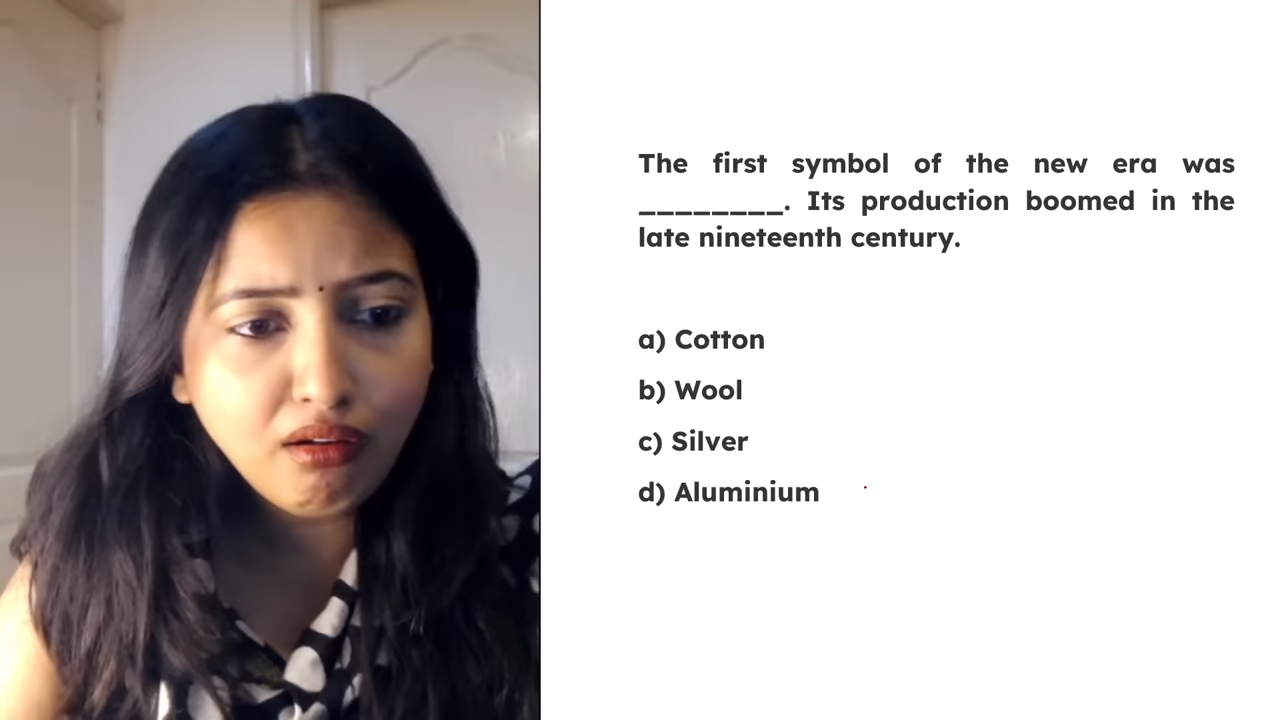 The first symbol of the new era was
________. Its production boomed in the
late nineteenth century.
a) Cotton
b) Wool
c) Silver
d) Aluminium